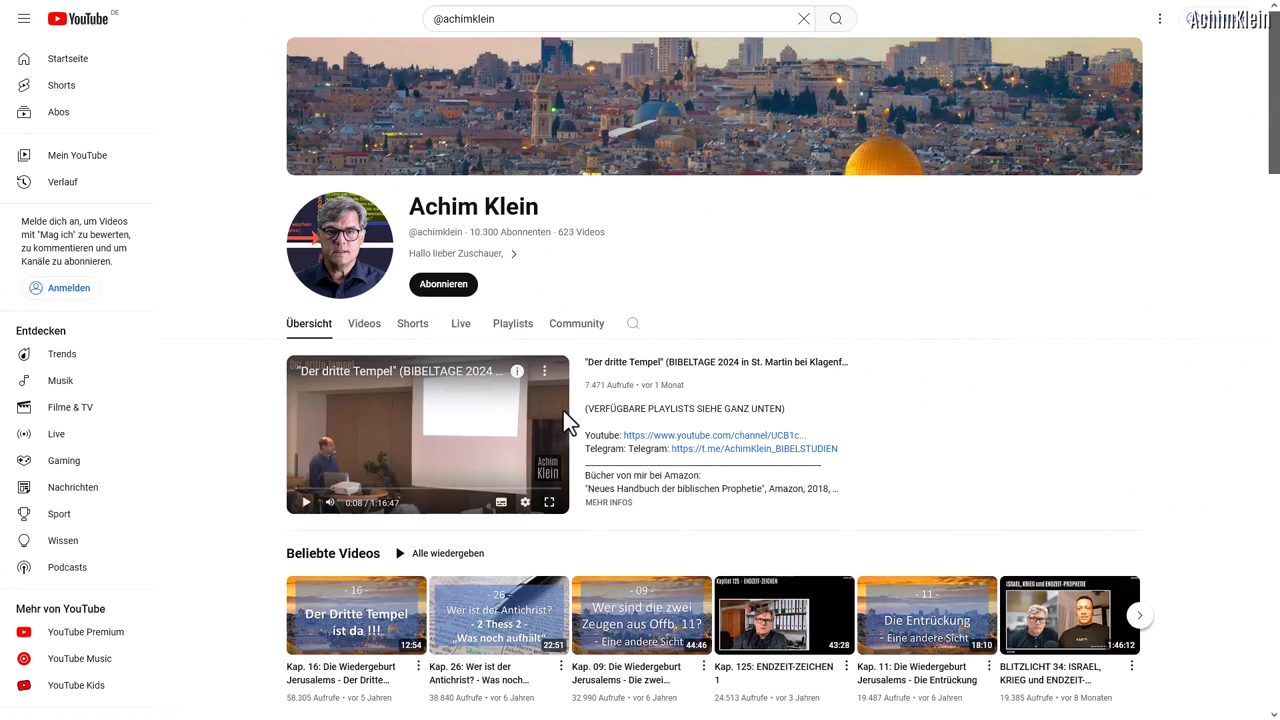 YouTube DE
@achimklein
AchimKlein
Startseite
Shorts
Abos
Mein YouTube
Verlauf
Melde dich an, um Videos
mit "Mag ich" zu bewerten,
zu kommentieren und um
Kanäle zu abonnieren.
Anmelden
Entdecken
Trends
Musik
Filme & TV
Live
Gaming
Nachrichten
Sport
Wissen
Podcasts
Mehr von YouTube
YouTube Premium
YouTube Music
YouTube Kids
Achim Klein
@achimklein · 10.300 Abonnenten · 623 Videos
Hallo lieber Zuschauer,
Abonnieren
Übersicht Videos Shorts Live Playlists Community
"Der dritte Tempel" (BIBELTAGE 2024 ...
Achim
Klein
0:08 / 1:16:47
"Der dritte Tempel" (BIBELTAGE 2024 in St. Martin bei Klagenf...
7.471 Aufrufe • vor 1 Monat
(VERFÜGBARE PLAYLISTS SIEHE GANZ UNTEN)
Youtube: https://www.youtube.com/channel/UCB1c...
Telegram: Telegram: https://t.me/AchimKlein_BIBELSTUDIEN
Bücher von mir bei Amazon:
"Neues Handbuch der biblischen Prophetie", Amazon, 2018, ...
MEHR INFOS
Beliebte Videos Alle wiedergeben
- 16 -
Der Dritte Tempel
ist da !!!
12:54
Kap. 16: Die Wiedergeburt
Jerusalems - Der Dritte...
58.305 Aufrufe • vor 5 Jahren
- 26 -
Wer ist der Antichrist?
- 2 Thess 2 -
„Was noch aufhält"
22:51
Kap. 26: Wer ist der
Antichrist? - Was noch...
38.840 Aufrufe • vor 6 Jahren
- 09 -
Wer sind die zwei
Zeugen aus Offb. 11?
- Eine andere Sicht -
44:46
Kap. 09: Die Wiedergeburt
Jerusalems - Die zwei...
32.990 Aufrufe • vor 6 Jahren
Kapitel 125 - ENDZEIT-ZEICHEN
43:28
Kap. 125: ENDZEIT-ZEICHEN
1
24.513 Aufrufe • vor 3 Jahren
- 11 -
Die Entrückung
- Eine andere Sicht -
18:10
Kap. 11: Die Wiedergeburt
Jerusalems - Die Entrückung
19.487 Aufrufe • vor 6 Jahren
ISRAEL, KRIEG und ENDZEIT-PROPHETIE
1:46:12
BLITZLICHT 34: ISRAEL,
KRIEG und ENDZEIT-...
19.385 Aufrufe • vor 8 Monaten